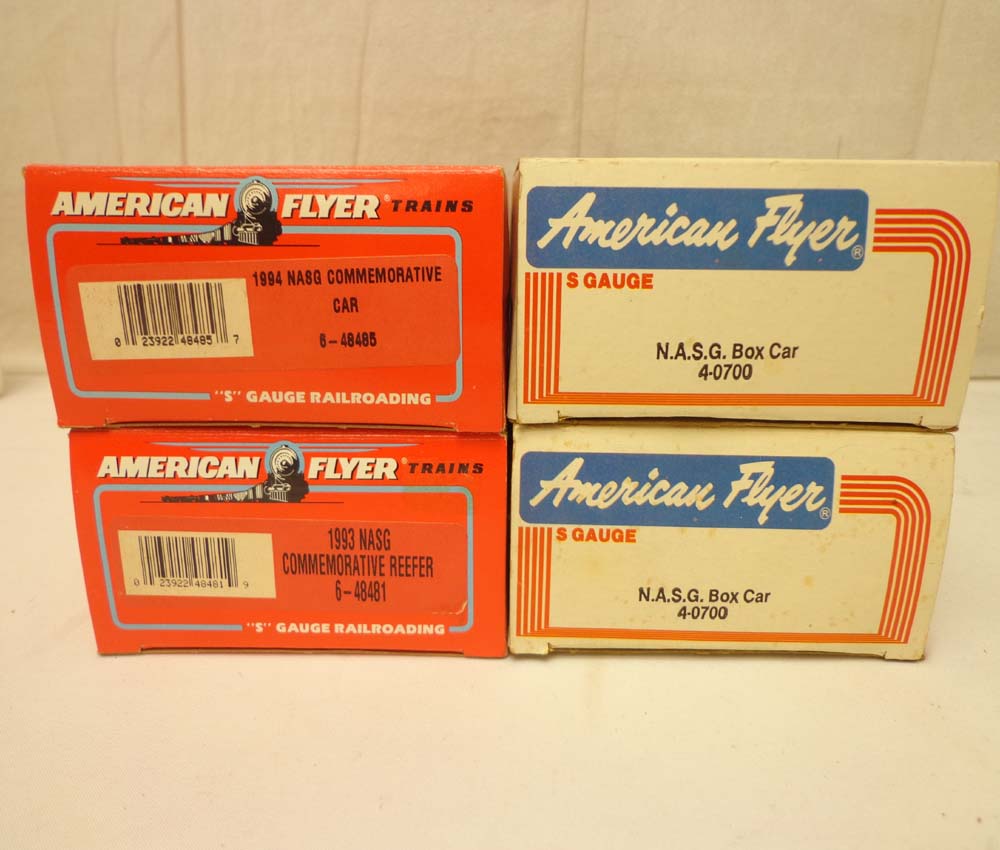 AMERICAN FLYER® TRAINS
1994 NASG COMMEMORATIVE
CAR
6-48485
0 23922 48485 7
"S" GAUGE RAILROADING
American Flyer®
S GAUGE
N.A.S.G. Box Car
4-0700
AMERICAN FLYER® TRAINS
1993 NASG
COMMEMORATIVE REEFER
6-48481
0 23922 48481 9
"S" GAUGE RAILROADING
American Flyer®
S GAUGE
N.A.S.G. Box Car
4-0700